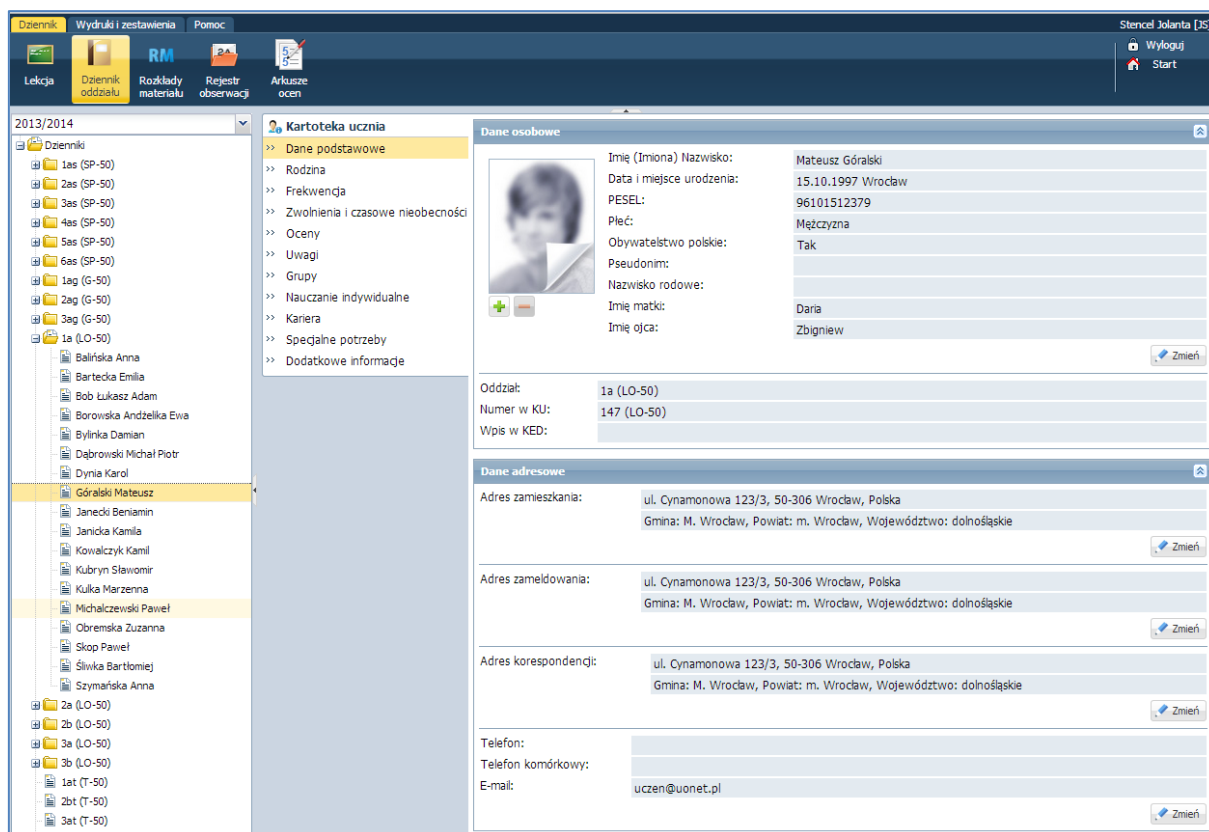 Dziennik Wydruki i zestawienia Pomoc Stencel Jolanta [JS]
Wyloguj
Start
Lekcja
Dziennik oddziału
RM Rozkłady materiału
Rejestr obserwacji
Arkusze ocen
2013/2014
Dzienniki
1as (SP-50)
2as (SP-50)
3as (SP-50)
4as (SP-50)
5as (SP-50)
6as (SP-50)
1ag (G-50)
2ag (G-50)
3ag (G-50)
1a (LO-50)
Balińska Anna
Bartecka Emilia
Bob Łukasz Adam
Borowska Andżelika Ewa
Bylinka Damian
Dąbrowski Michał Piotr
Dynia Karol
Góralski Mateusz
Janecki Beniamin
Janicka Kamila
Kowalczyk Kamil
Kubryn Sławomir
Kulka Marzenna
Michalczewski Paweł
Obremska Zuzanna
Skop Paweł
Śliwka Bartłomiej
Szymańska Anna
2a (LO-50)
2b (LO-50)
3a (LO-50)
3b (LO-50)
1at (T-50)
2bt (T-50)
3at (T-50)
Kartoteka ucznia
>> Dane podstawowe
>> Rodzina
>> Frekwencja
>> Zwolnienia i czasowe nieobecności
>> Oceny
>> Uwagi
>> Grupy
>> Nauczanie indywidualne
>> Kariera
>> Specjalne potrzeby
>> Dodatkowe informacje
Dane osobowe
Imię (Imiona) Nazwisko: Mateusz Góralski
Data i miejsce urodzenia: 15.10.1997 Wrocław
PESEL: 96101512379
Płeć: Mężczyzna
Obywatelstwo polskie: Tak
Pseudonim:
Nazwisko rodowe:
Imię matki: Daria
Imię ojca: Zbigniew
Zmień
Oddział: 1a (LO-50)
Numer w KU: 147 (LO-50)
Wpis w KED:
Dane adresowe
Adres zamieszkania: ul. Cynamonowa 123/3, 50-306 Wrocław, Polska
Gmina: M. Wrocław, Powiat: m. Wrocław, Województwo: dolnośląskie
Zmień
Adres zameldowania: ul. Cynamonowa 123/3, 50-306 Wrocław, Polska
Gmina: M. Wrocław, Powiat: m. Wrocław, Województwo: dolnośląskie
Zmień
Adres korespondencji: ul. Cynamonowa 123/3, 50-306 Wrocław, Polska
Gmina: M. Wrocław, Powiat: m. Wrocław, Województwo: dolnośląskie
Zmień
Telefon:
Telefon komórkowy:
E-mail: uczen@uonet.pl
Zmień